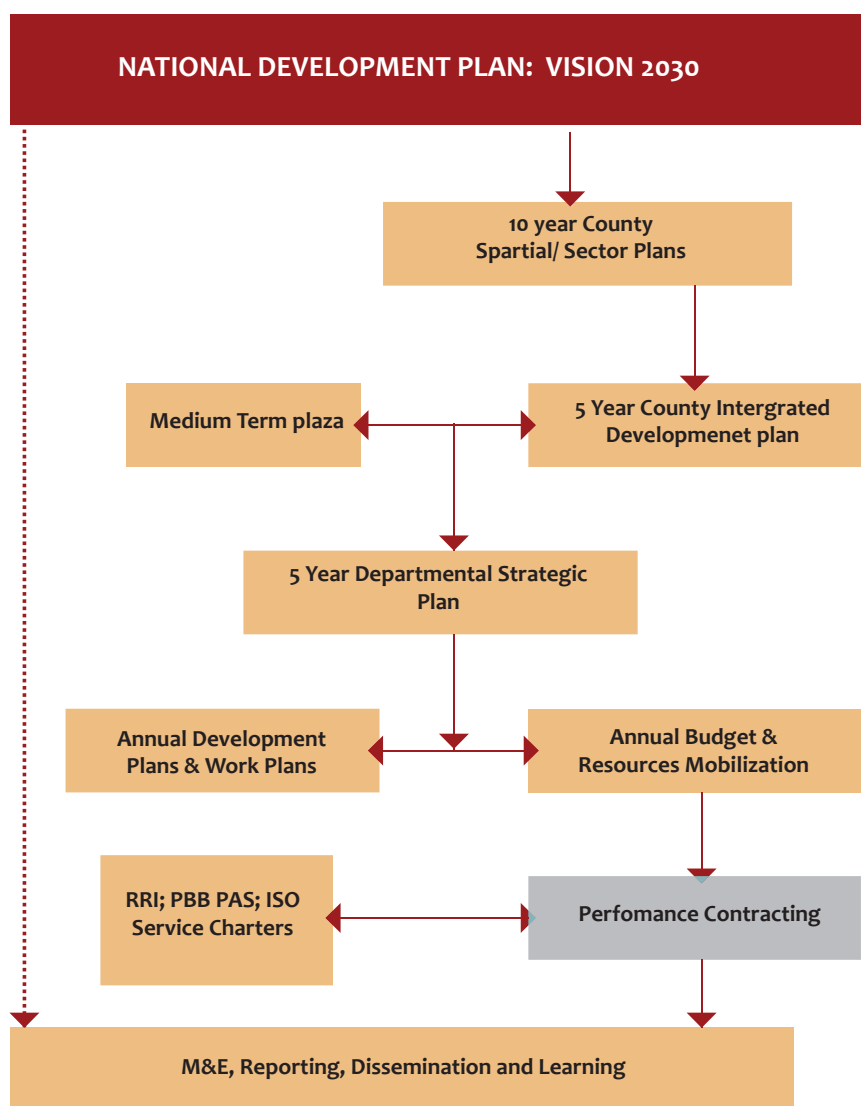 NATIONAL DEVELOPMENT PLAN: VISION 2030
10 year County
Spartial/ Sector Plans
Medium Term plaza
5 Year County Intergrated
Developmenet plan
5 Year Departmental Strategic
Plan
Annual Development
Plans & Work Plans
Annual Budget &
Resources Mobilization
RRI; PBB PAS; ISO
Service Charters
Perfomance Contracting
M&E, Reporting, Dissemination and Learning